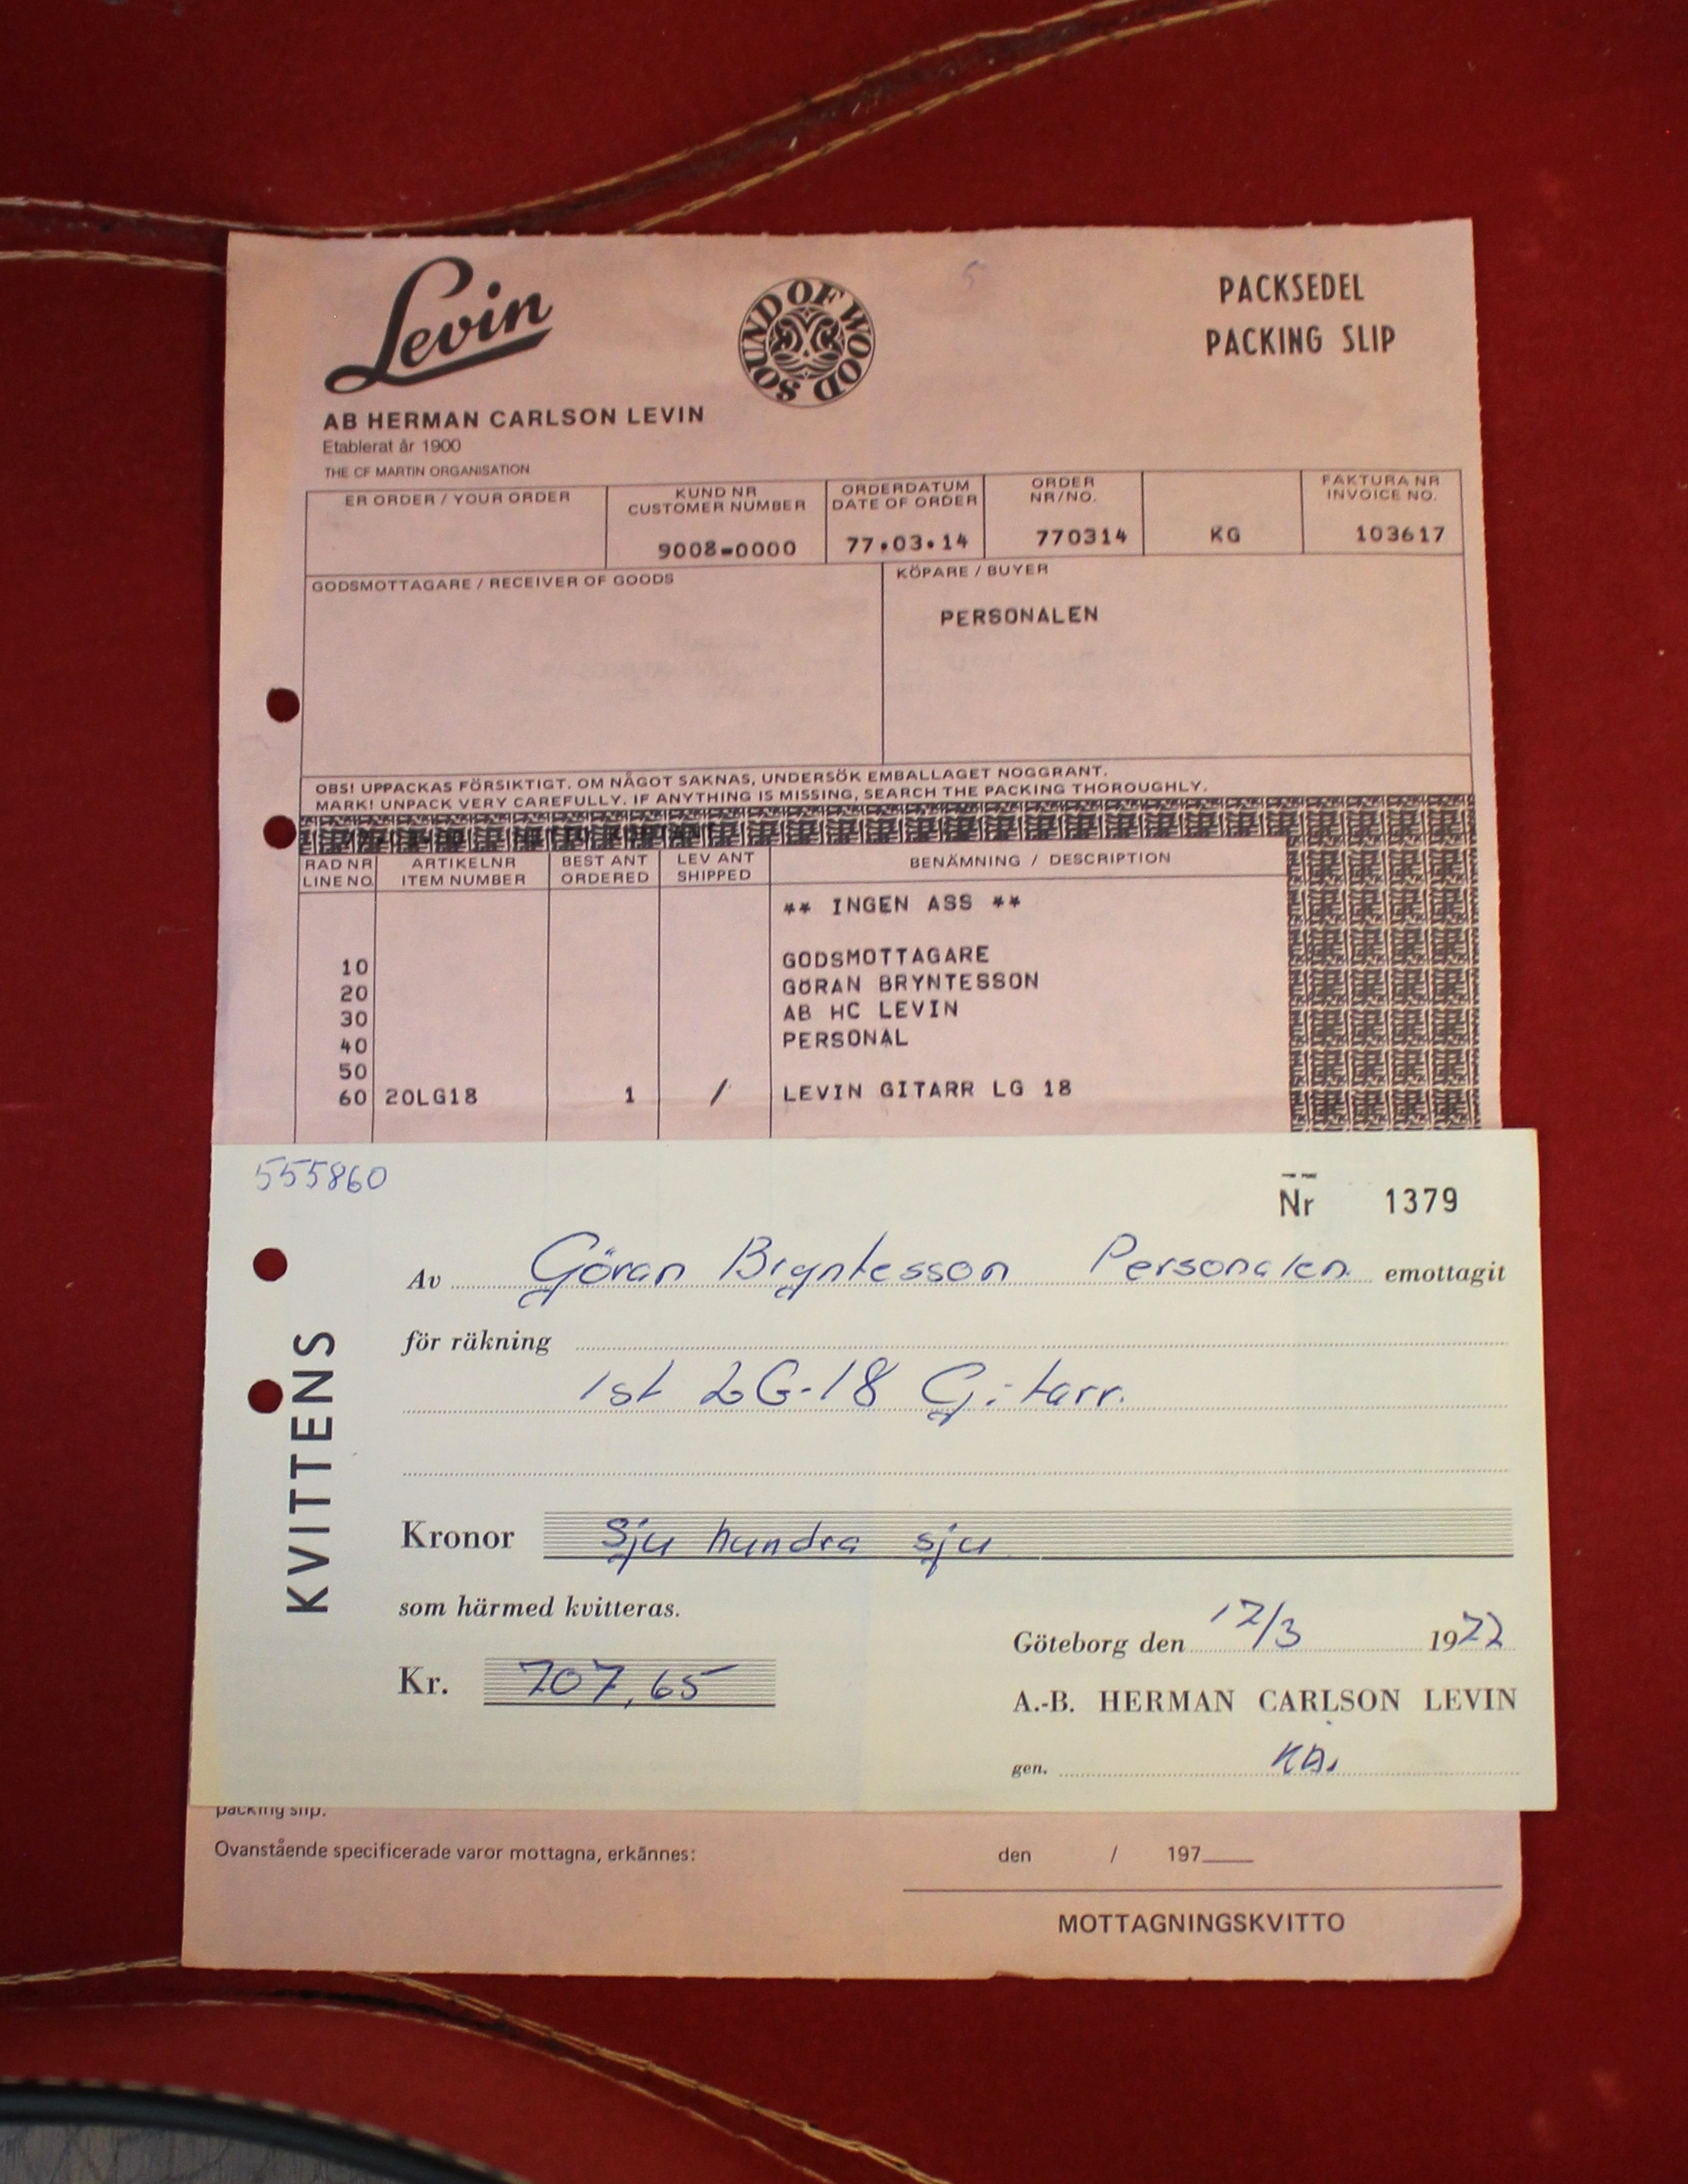 Levin
SOUND OF WOOD
PACKSEDEL
PACKING SLIP
AB HERMAN CARLSON LEVIN
Etablerat år 1900
THE CF MARTIN ORGANISATION
ER ORDER / YOUR ORDER
KUND NR
CUSTOMER NUMBER
9008-0000
ORDERDATUM
DATE OF ORDER
77.03.14
ORDER
NR/NO.
770314
KG
FAKTURA NR
INVOICE NO.
103617
GODSMOTTAGARE / RECEIVER OF GOODS
KÖPARE / BUYER
PERSONALEN
OBS! UPPACKAS FÖRSIKTIGT. OM NÅGOT SAKNAS, UNDERSÖK EMBALLAGET NOGGRANT.
MARK! UNPACK VERY CAREFULLY. IF ANYTHING IS MISSING, SEARCH THE PACKING THOROUGHLY.
RAD NR ARTIKELNR BEST ANT LEV ANT BENÄMNING / DESCRIPTION
LINE NO. ITEM NUMBER ORDERED SHIPPED
** INGEN ASS **
10 GODSMOTTAGARE
20 GÖRAN BRYNTESSON
30 AB HC LEVIN
40 PERSONAL
50
60 20LG18 1 / LEVIN GITARR LG 18
555860
Nr 1379
KVITTENS
Av Göran Bryntesson Personalen emottagit
för räkning
1st LG-18 Gitarr.
Kronor Sju hundra sju
som härmed kvitteras.
Göteborg den 17/3 1977
Kr. 707,65
A.-B. HERMAN CARLSON LEVIN
gen.
packing slip.
Ovanstående specificerade varor mottagna, erkännes: den / 197
MOTTAGNINGSKVITTO